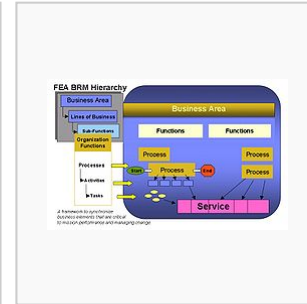 FEA BRM Hierarchy
Business Area
Lines of Business
Sub-Functions
Organization
Functions
Processes
Activities
Tasks
A framework to synchronize
business elements that are critical
to mission performance and managing change
Business Area
Functions
Functions
Process
Process
Start
Process
End
Process
Service